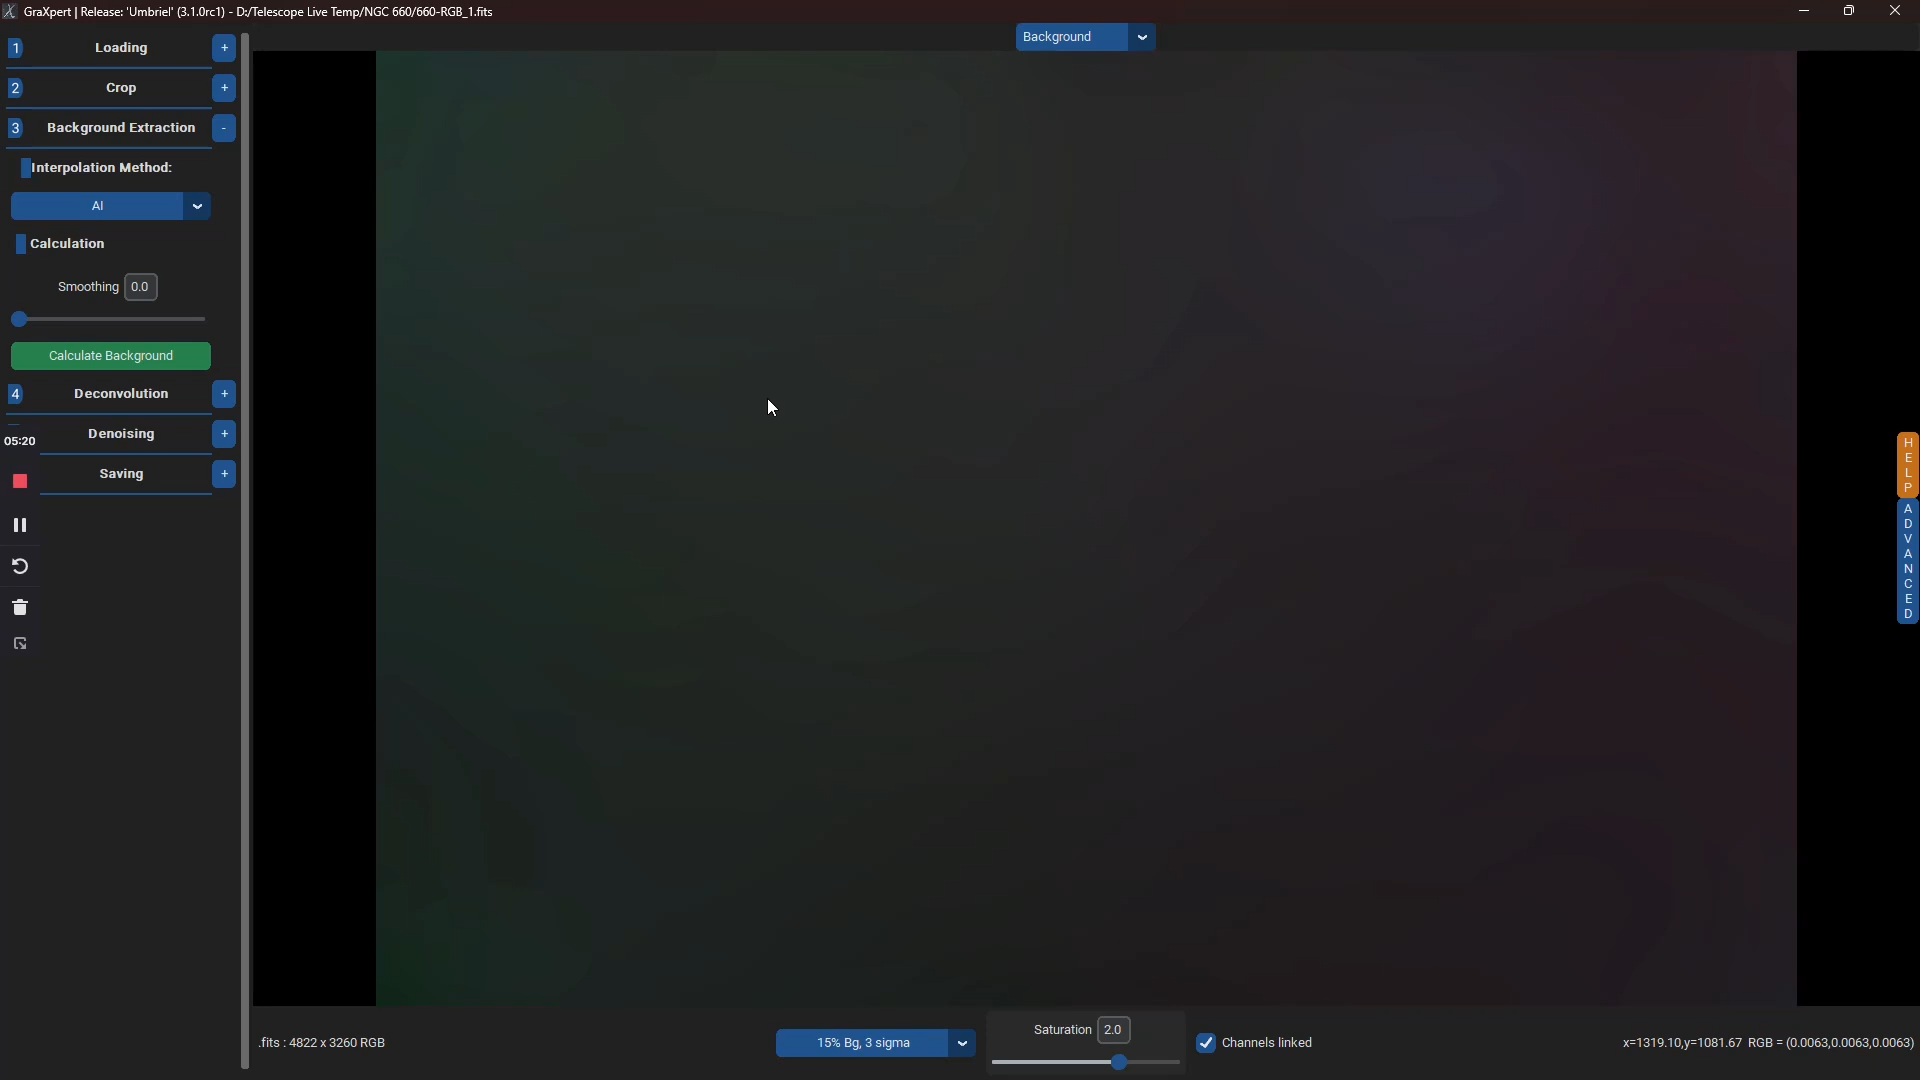 GraXpert | Release: 'Umbriel' (3.1.0rc1) - D:/Telescope Live Temp/NGC 660/660-RGB_1.fits
Background
1 Loading +
2 Crop +
3 Background Extraction -
Interpolation Method:
AI
Calculation
Smoothing 0.0
Calculate Background
4 Deconvolution +
Denoising +
05:20
Saving +
HELP
ADVANCED
.fits : 4822 x 3260 RGB
15% Bg, 3 sigma
Saturation 2.0
Channels linked
x=1319.10,y=1081.67 RGB = (0.0063,0.0063,0.0063)